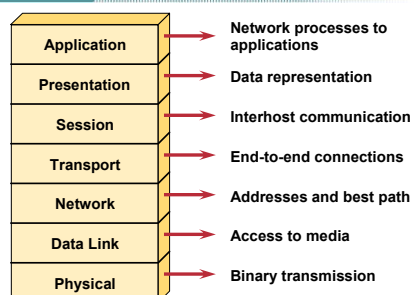 Application
Network processes to
applications
Presentation
Data representation
Session
Interhost communication
Transport
End-to-end connections
Network
Addresses and best path
Data Link
Access to media
Physical
Binary transmission